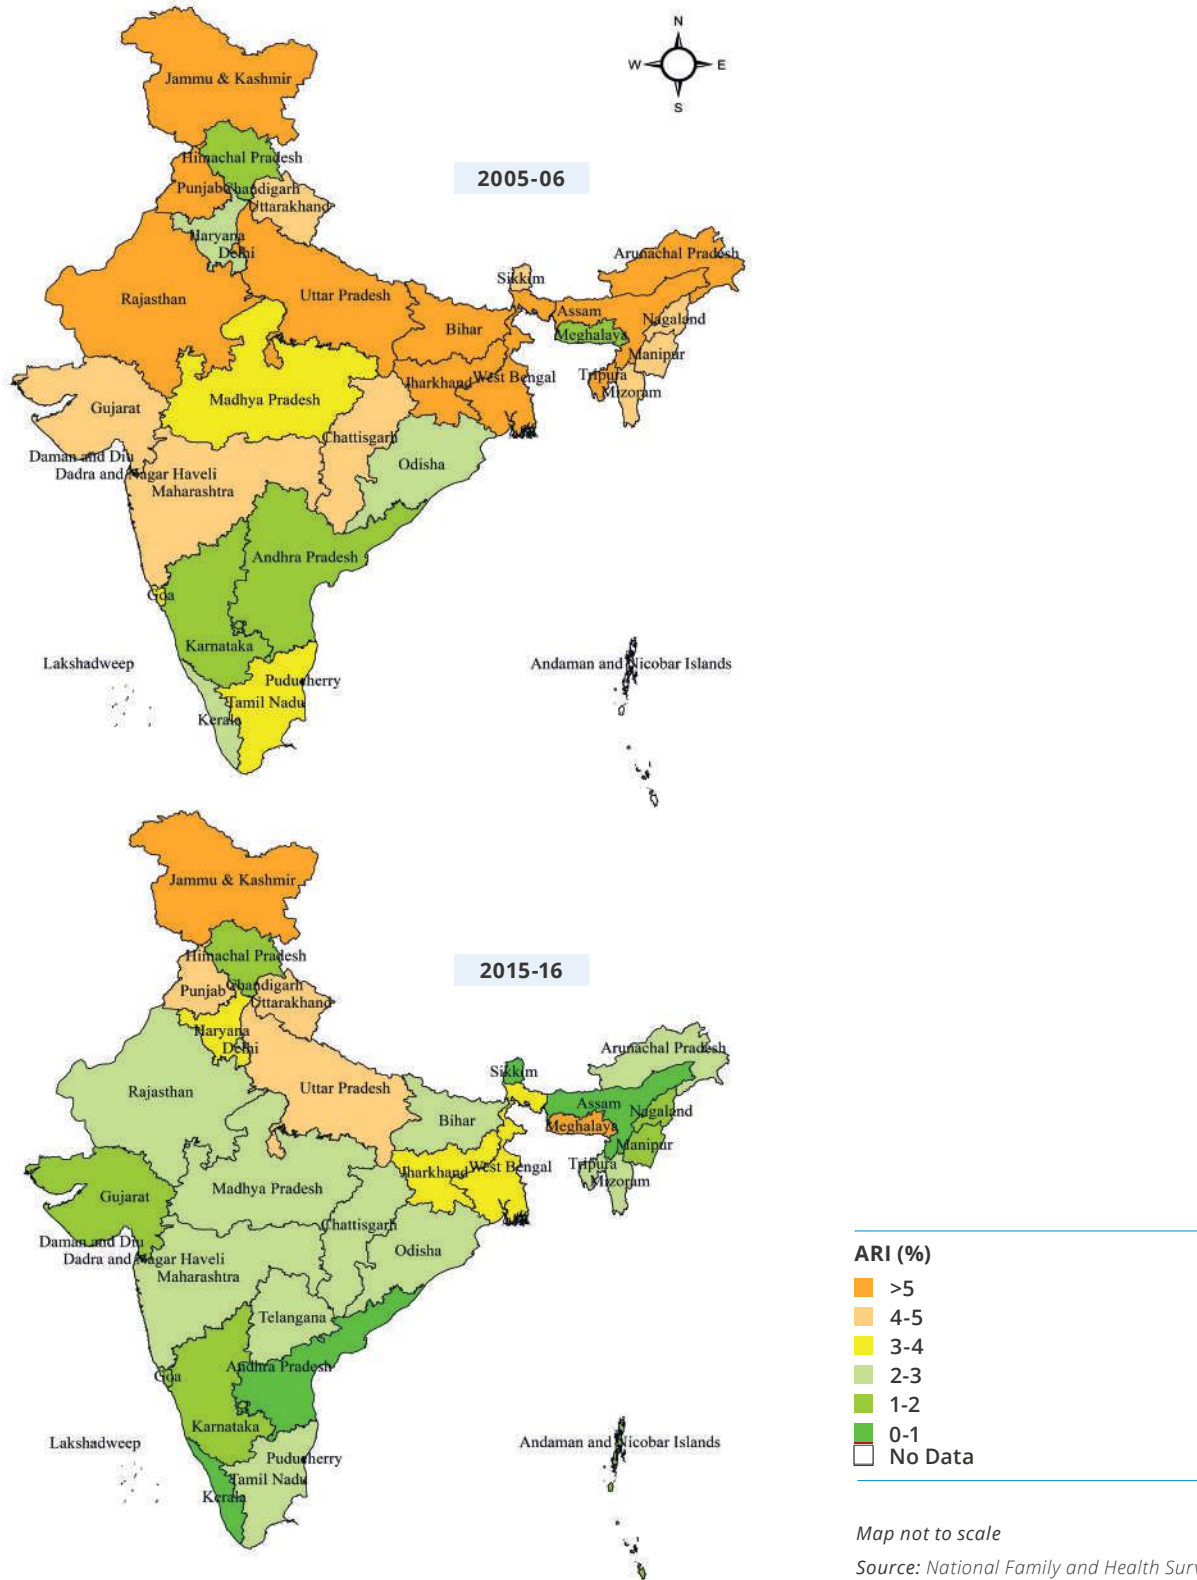 N
W E
S
Jammu & Kashmir
Himachal Pradesh
2005-06
Punjab
Chandigarh
Uttarakhand
Haryana
Delhi
Arunachal Pradesh
Sikkim
Rajasthan
Uttar Pradesh
Assam
Nagaland
Bihar
Meghalaya
Manipur
Tripura
Jharkhand
West Bengal
Mizoram
Madhya Pradesh
Gujarat
Chattisgarh
Daman and Diu
Odisha
Dadra and Nagar Haveli
Maharashtra
Andhra Pradesh
Goa
Karnataka
Lakshadweep
Andaman and Nicobar Islands
Puducherry
Tamil Nadu
Kerala
Jammu & Kashmir
Himachal Pradesh
2015-16
Chandigarh
Punjab
Uttarakhand
Haryana
Delhi
Arunachal Pradesh
Sikkim
Rajasthan
Uttar Pradesh
Assam
Nagaland
Bihar
Meghalaya
Manipur
Tripura
Jharkhand
West Bengal
Mizoram
Madhya Pradesh
Gujarat
Chattisgarh
Daman and Diu
Odisha
Dadra and Nagar Haveli
Maharashtra
Telangana
Andhra Pradesh
Goa
Karnataka
Lakshadweep
Andaman and Nicobar Islands
Puducherry
Tamil Nadu
Kerala
ARI (%)
>5
4-5
3-4
2-3
1-2
0-1
No Data
Map not to scale
Source: National Family and Health Surv